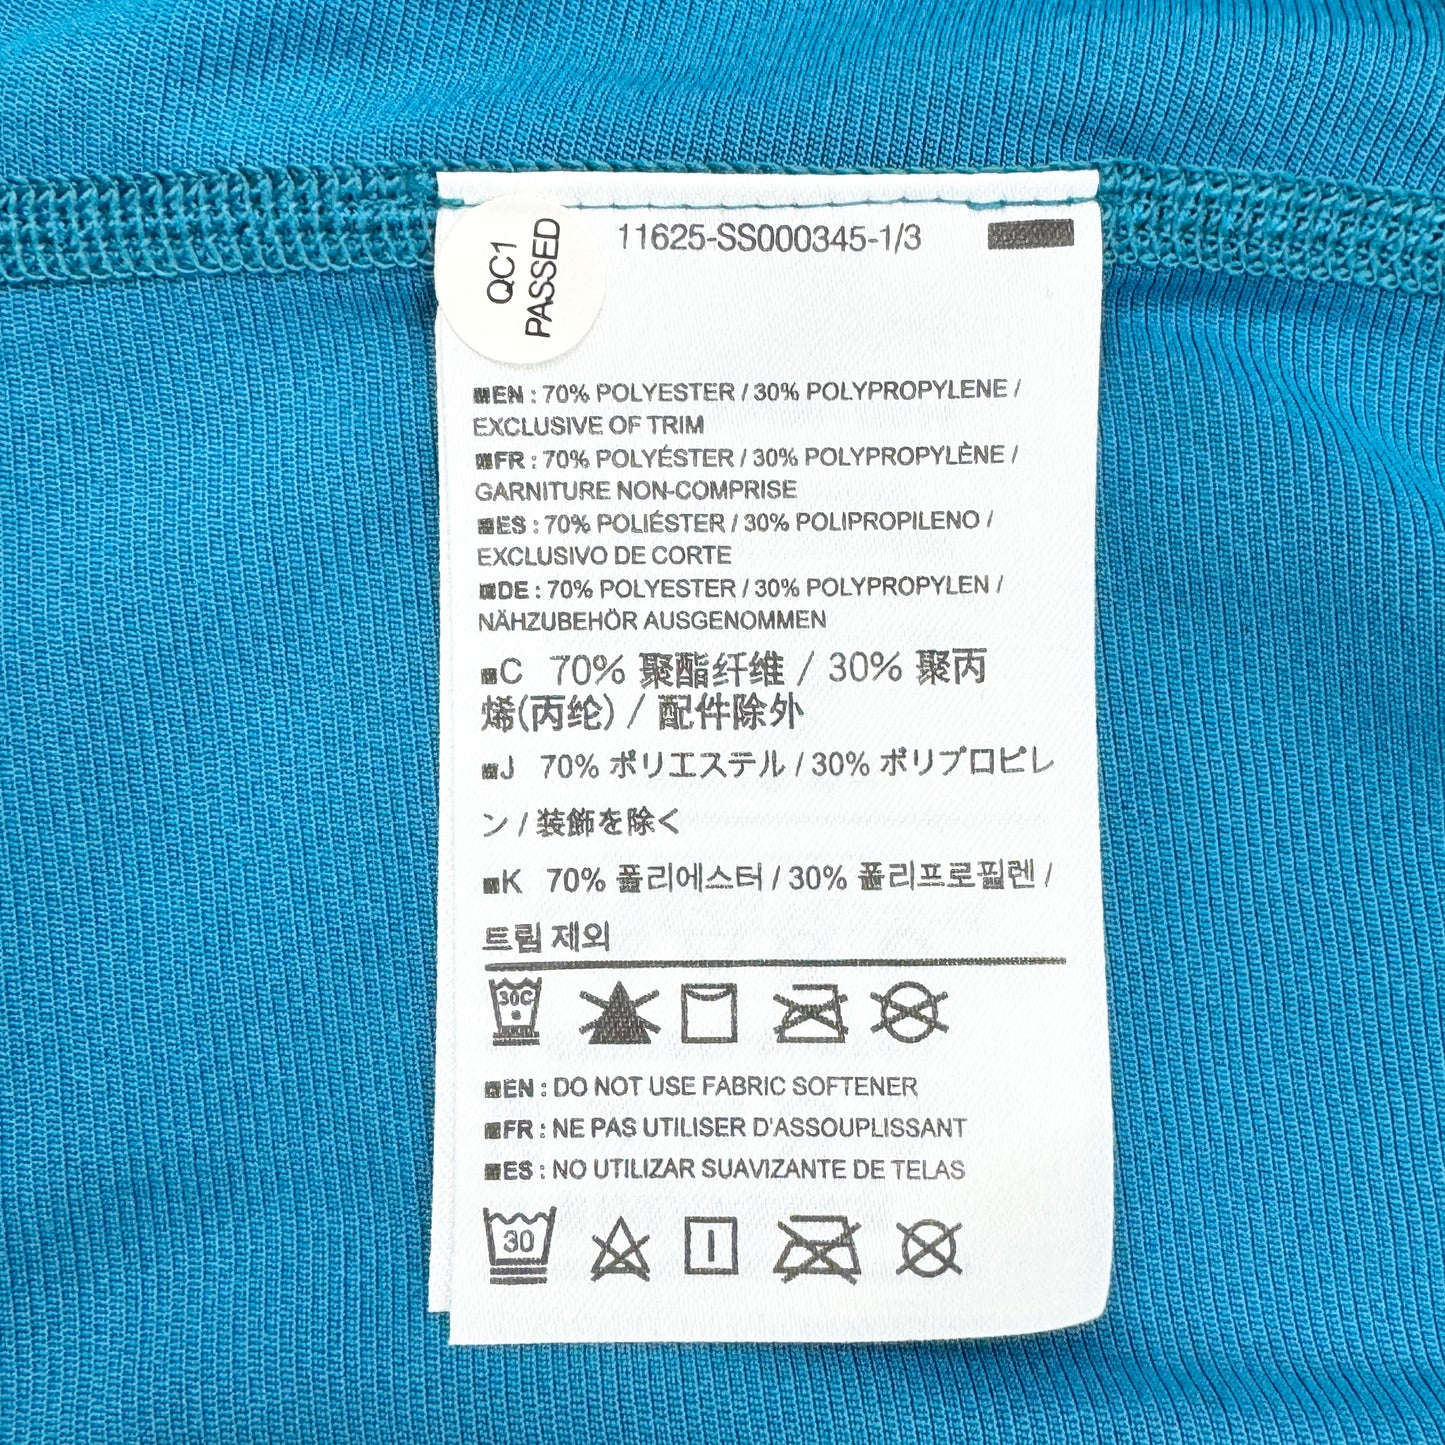 QC1
PASSED
11625-SS000345-1/3
EN : 70% POLYESTER / 30% POLYPROPYLENE /
EXCLUSIVE OF TRIM
FR : 70% POLYÉSTER / 30% POLYPROPYLÈNE /
GARNITURE NON-COMPRISE
ES : 70% POLIÉSTER / 30% POLIPROPILENO /
EXCLUSIVO DE CORTE
DE : 70% POLYESTER / 30% POLYPROPYLEN /
NÄHZUBEHÖR AUSGENOMMEN
C 70% 聚酯纤维 / 30% 聚丙
烯(丙纶) / 配件除外
J 70% ポリエステル / 30% ポリプロピレ
ン / 装飾を除く
K 70% 폴리에스터 / 30% 폴리프로필렌 /
트림 제외
30C
EN : DO NOT USE FABRIC SOFTENER
FR : NE PAS UTILISER D'ASSOUPLISSANT
ES : NO UTILIZAR SUAVIZANTE DE TELAS
30